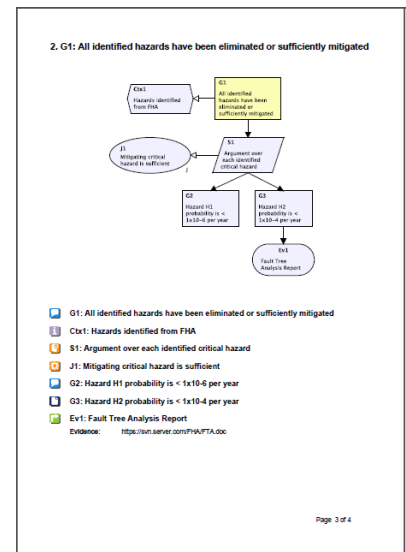 2. G1: All identified hazards have been eliminated or sufficiently mitigated
Ctx1
Hazards identified
from FHA
G1
All identified
hazards have been
eliminated or
sufficiently mitigated
J1
Mitigating critical
hazard is sufficient
J
S1
Argument over
each identified
critical hazard
G2
Hazard H1
probability is <
1x10-6 per year
G3
Hazard H2
probability is <
1x10-4 per year
Ev1
Fault Tree
Analysis Report
G1: All identified hazards have been eliminated or sufficiently mitigated
Ctx1: Hazards identified from FHA
S1: Argument over each identified critical hazard
J1: Mitigating critical hazard is sufficient
G2: Hazard H1 probability is < 1x10-6 per year
G3: Hazard H2 probability is < 1x10-4 per year
Ev1: Fault Tree Analysis Report
Evidence: https://svn.server.com/FHA/FTA.doc
Page 3 of 4